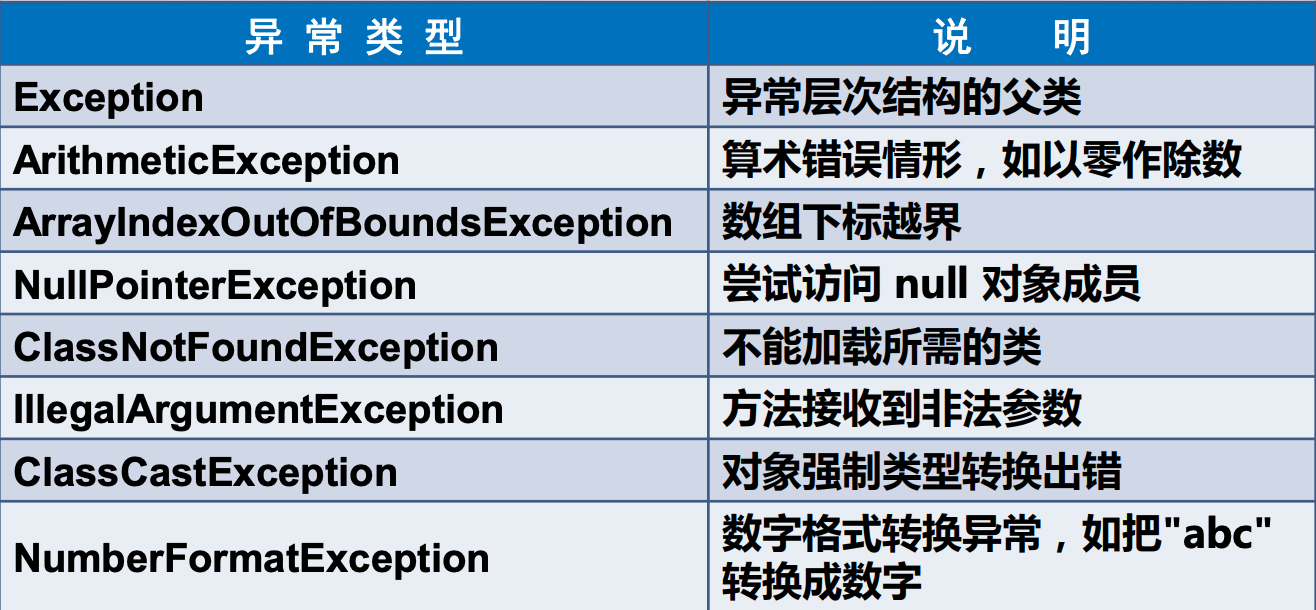 异常类型 说明
Exception 异常层次结构的父类
ArithmeticException 算术错误情形，如以零作除数
ArrayIndexOutOfBoundsException 数组下标越界
NullPointerException 尝试访问 null 对象成员
ClassNotFoundException 不能加载所需的类
IllegalArgumentException 方法接收到非法参数
ClassCastException 对象强制类型转换出错
NumberFormatException 数字格式转换异常，如把"abc"
转换成数字